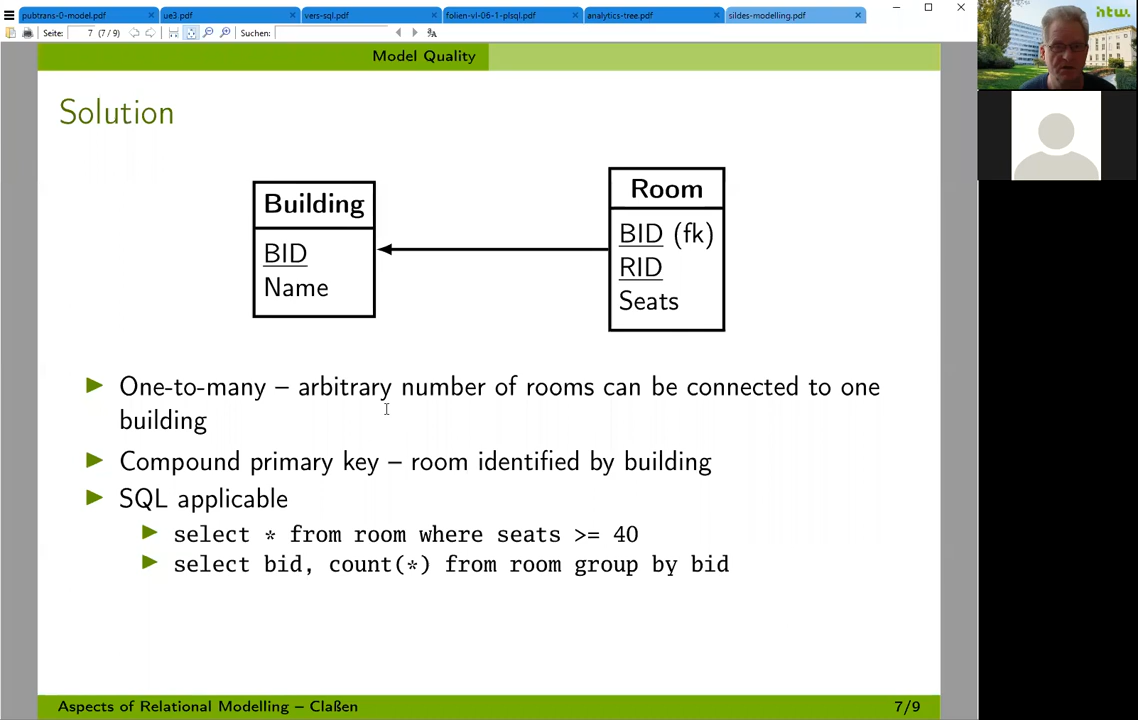 pubtrans-0-model.pdf
ue3.pdf
vers-sql.pdf
folien-vl-06-1-plsql.pdf
analytics-tree.pdf
sildes-modelling.pdf
Seite: 7 (7/9) Suchen:
htw.
Model Quality
Solution
Building
BID
Name
Room
BID (fk)
RID
Seats
One-to-many – arbitrary number of rooms can be connected to one
building
Compound primary key – room identified by building
SQL applicable
select * from room where seats >= 40
select bid, count(*) from room group by bid
Aspects of Relational Modelling – Claßen 7/9